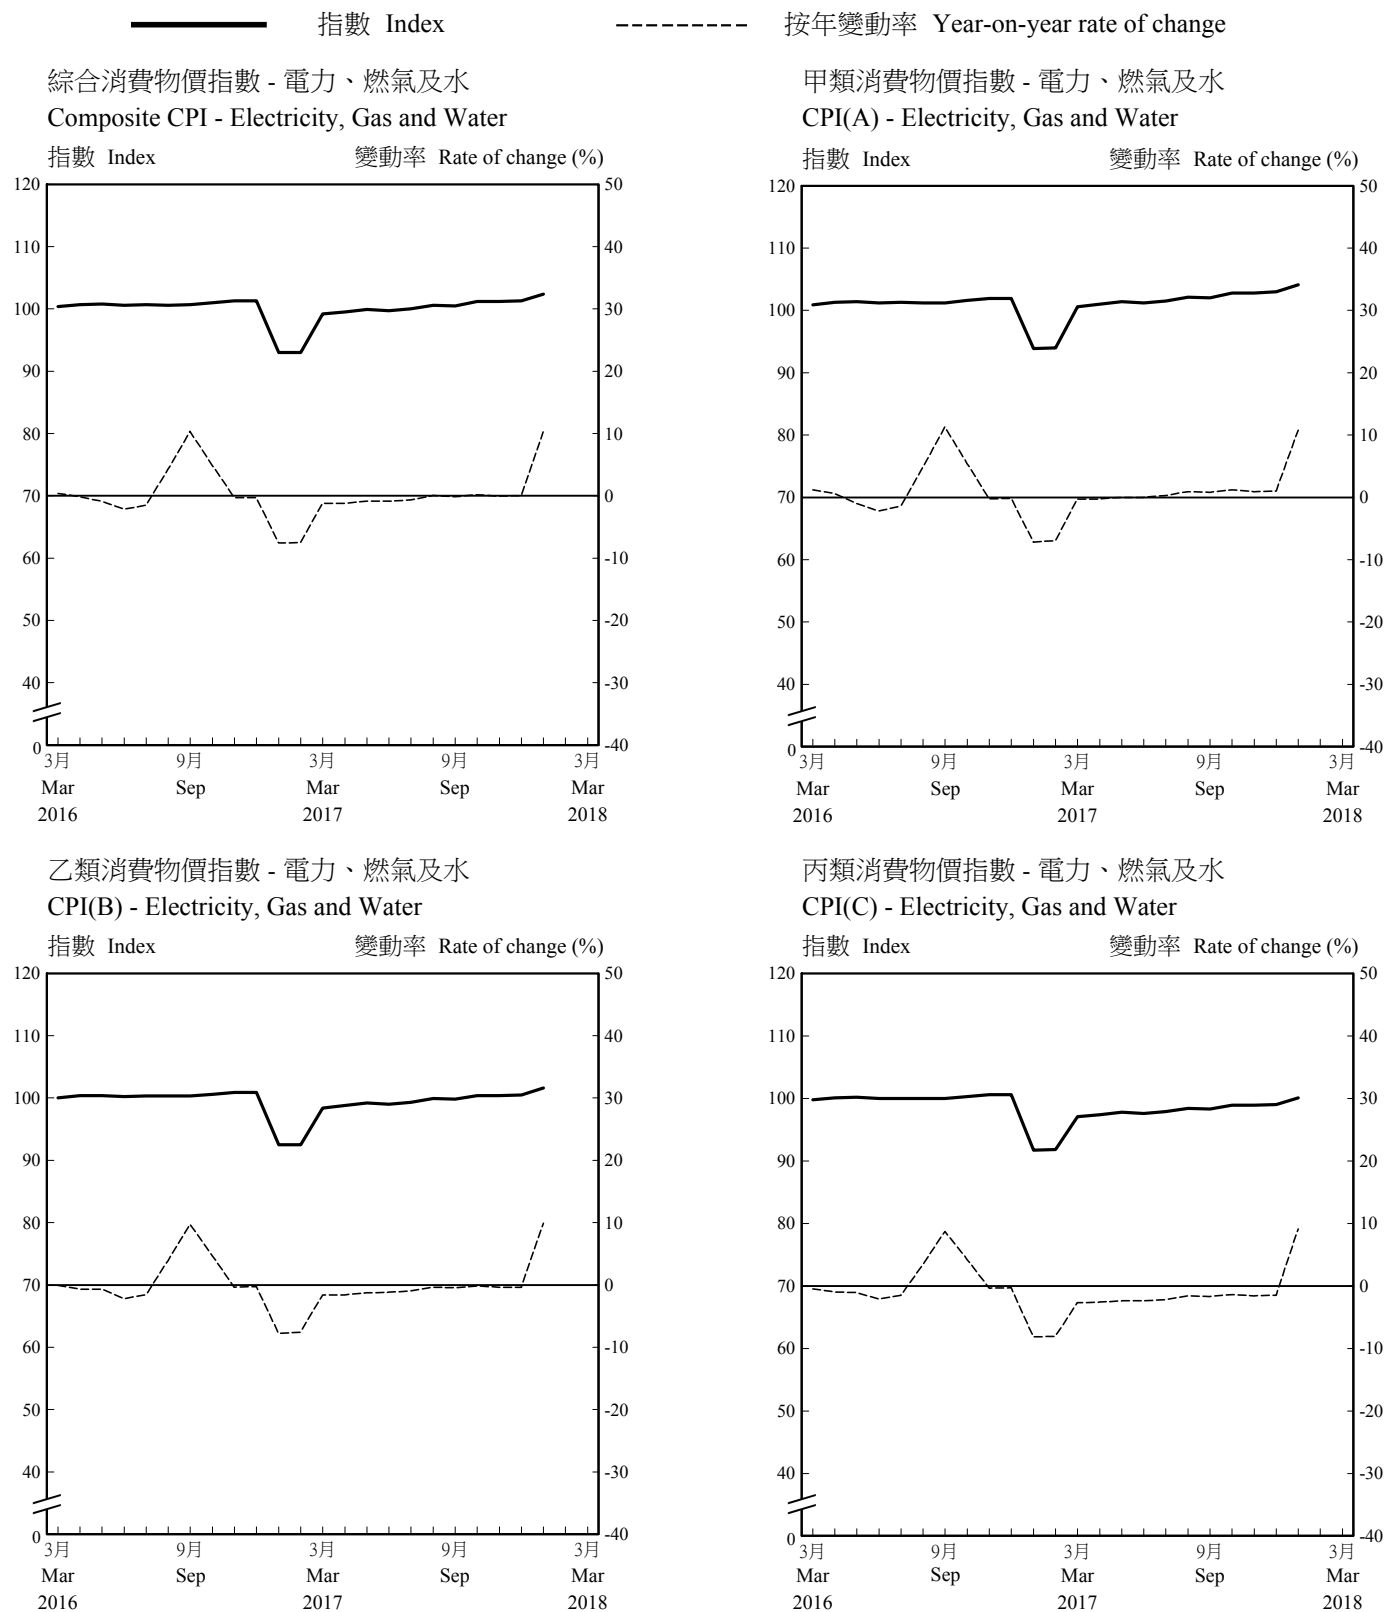 指數 Index 按年變動率 Year-on-year rate of change
綜合消費物價指數 - 電力、燃氣及水
Composite CPI - Electricity, Gas and Water
指數 Index 變動率 Rate of change (%)
120 50
110 40
100 30
90 20
80 10
70 0
60 -10
50 -20
40 -30
0 -40
3月 9月 3月 9月 3月
Mar Sep Mar Sep Mar
2016 2017 2018
甲類消費物價指數 - 電力、燃氣及水
CPI(A) - Electricity, Gas and Water
指數 Index 變動率 Rate of change (%)
120 50
110 40
100 30
90 20
80 10
70 0
60 -10
50 -20
40 -30
0 -40
3月 9月 3月 9月 3月
Mar Sep Mar Sep Mar
2016 2017 2018
乙類消費物價指數 - 電力、燃氣及水
CPI(B) - Electricity, Gas and Water
指數 Index 變動率 Rate of change (%)
120 50
110 40
100 30
90 20
80 10
70 0
60 -10
50 -20
40 -30
0 -40
3月 9月 3月 9月 3月
Mar Sep Mar Sep Mar
2016 2017 2018
丙類消費物價指數 - 電力、燃氣及水
CPI(C) - Electricity, Gas and Water
指數 Index 變動率 Rate of change (%)
120 50
110 40
100 30
90 20
80 10
70 0
60 -10
50 -20
40 -30
0 -40
3月 9月 3月 9月 3月
Mar Sep Mar Sep Mar
2016 2017 2018